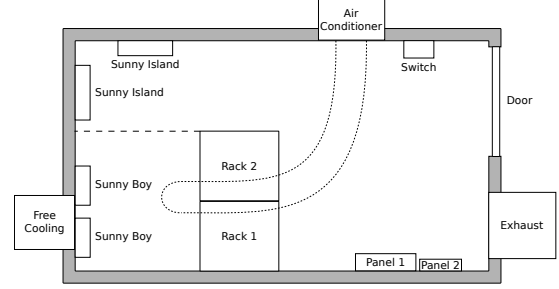 Air
Conditioner
Sunny Island
Switch
Sunny Island
Door
Rack 2
Sunny Boy
Free
Cooling
Exhaust
Sunny Boy
Rack 1
Panel 1
Panel 2